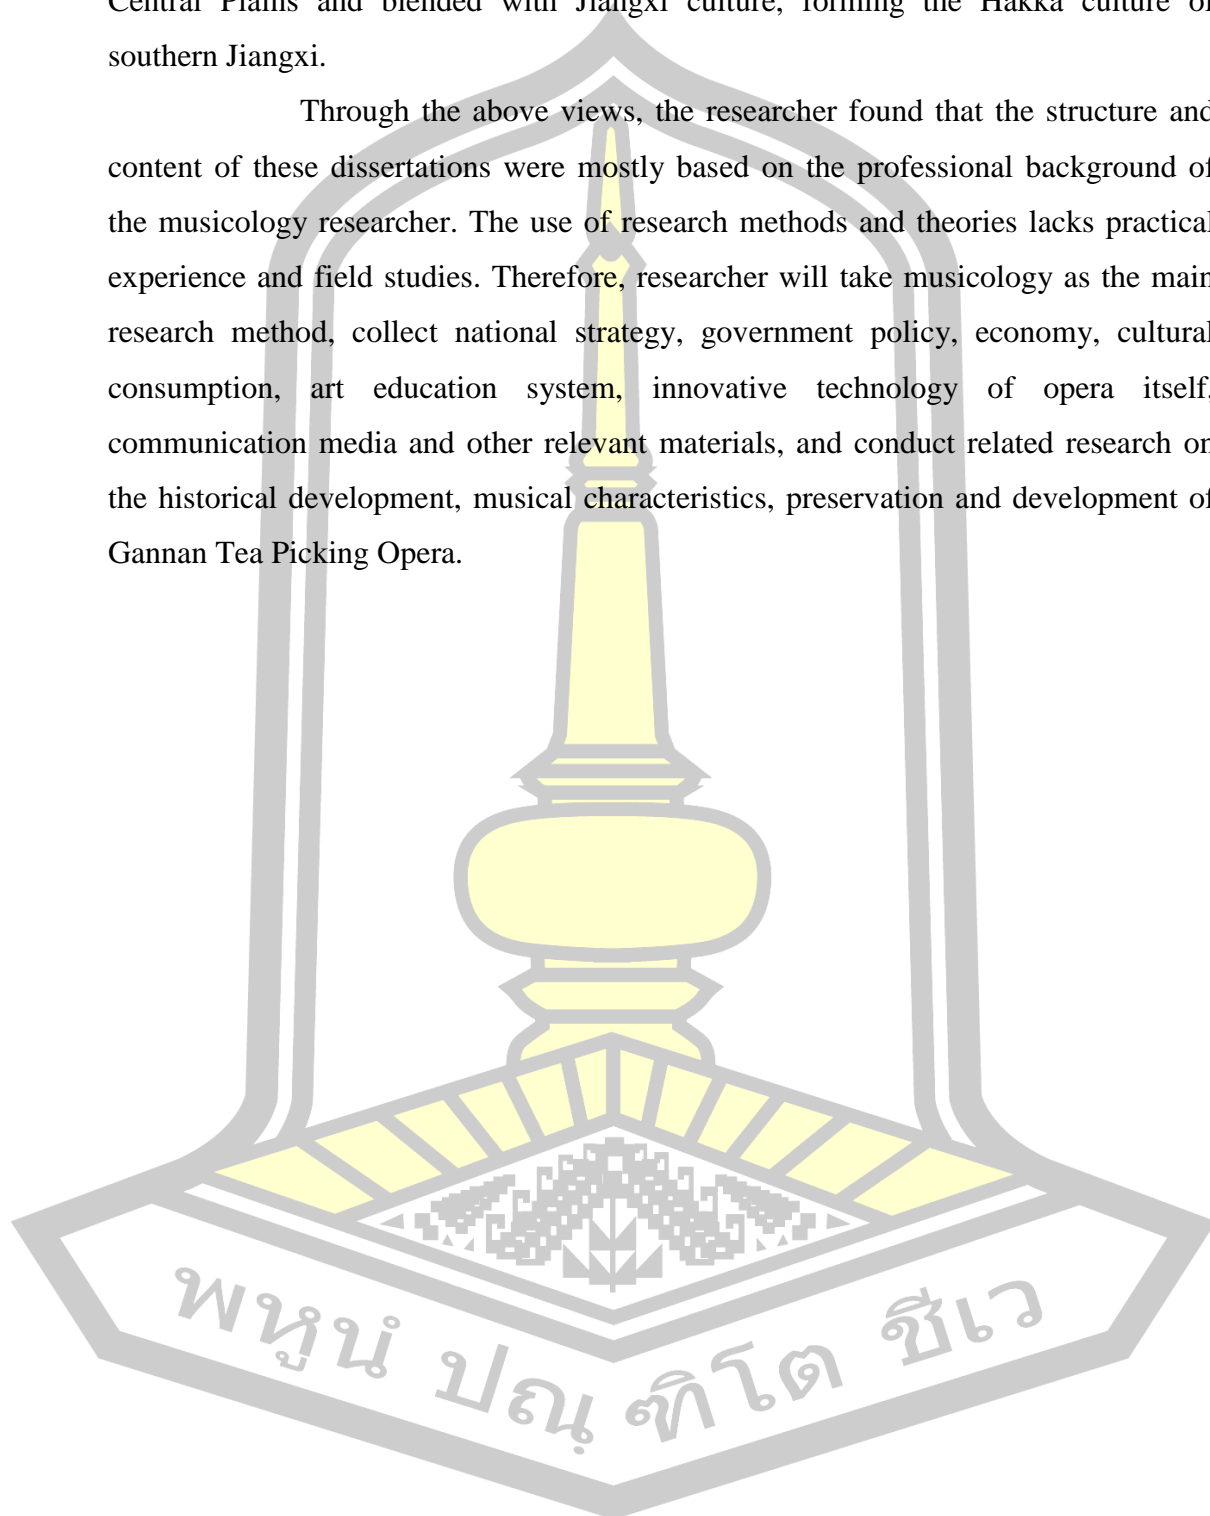 Central Plains and blended with Jiangxi culture, forming the Hakka culture of
southern Jiangxi.
Through the above views, the researcher found that the structure and
content of these dissertations were mostly based on the professional background of
the musicology researcher. The use of research methods and theories lacks practical
experience and field studies. Therefore, researcher will take musicology as the main
research method, collect national strategy, government policy, economy, cultural
consumption, art education system, innovative technology of opera itself,
communication media and other relevant materials, and conduct related research on
the historical development, musical characteristics, preservation and development of
Gannan Tea Picking Opera.
พหูนํ ปณฺฑิโต ชีเว